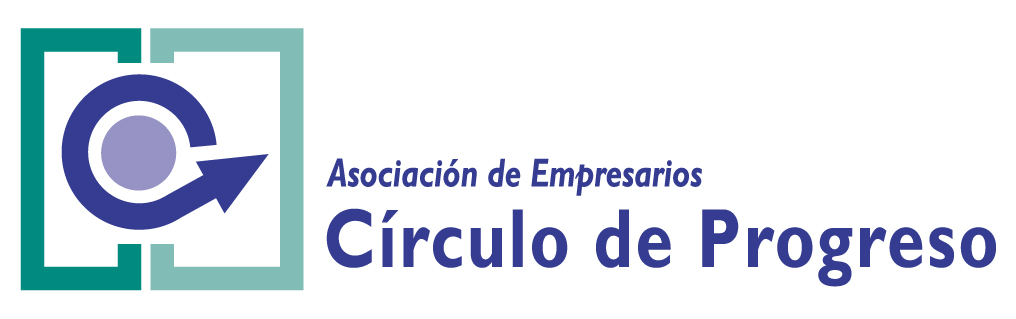 Asociación de Empresarios
Círculo de Progreso